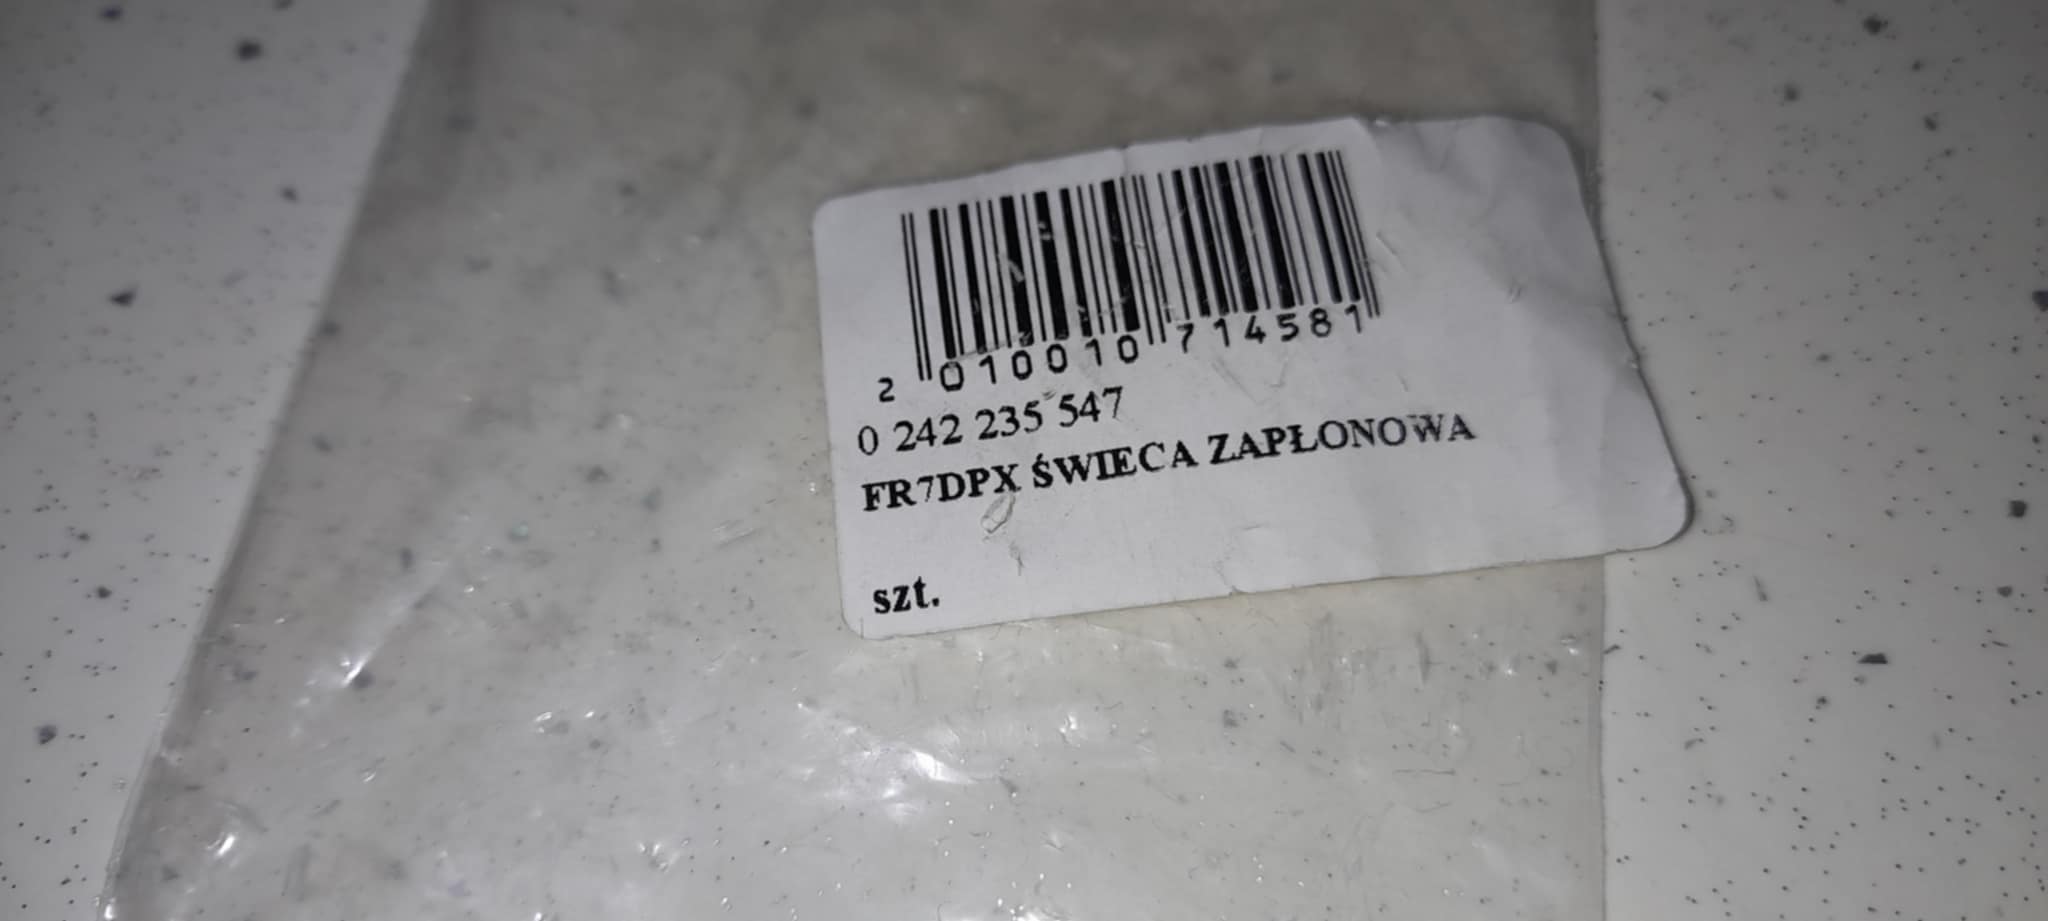 2 010010 714581
0 242 235 547
FR7DPX ŚWIECA ZAPŁONOWA
szt.